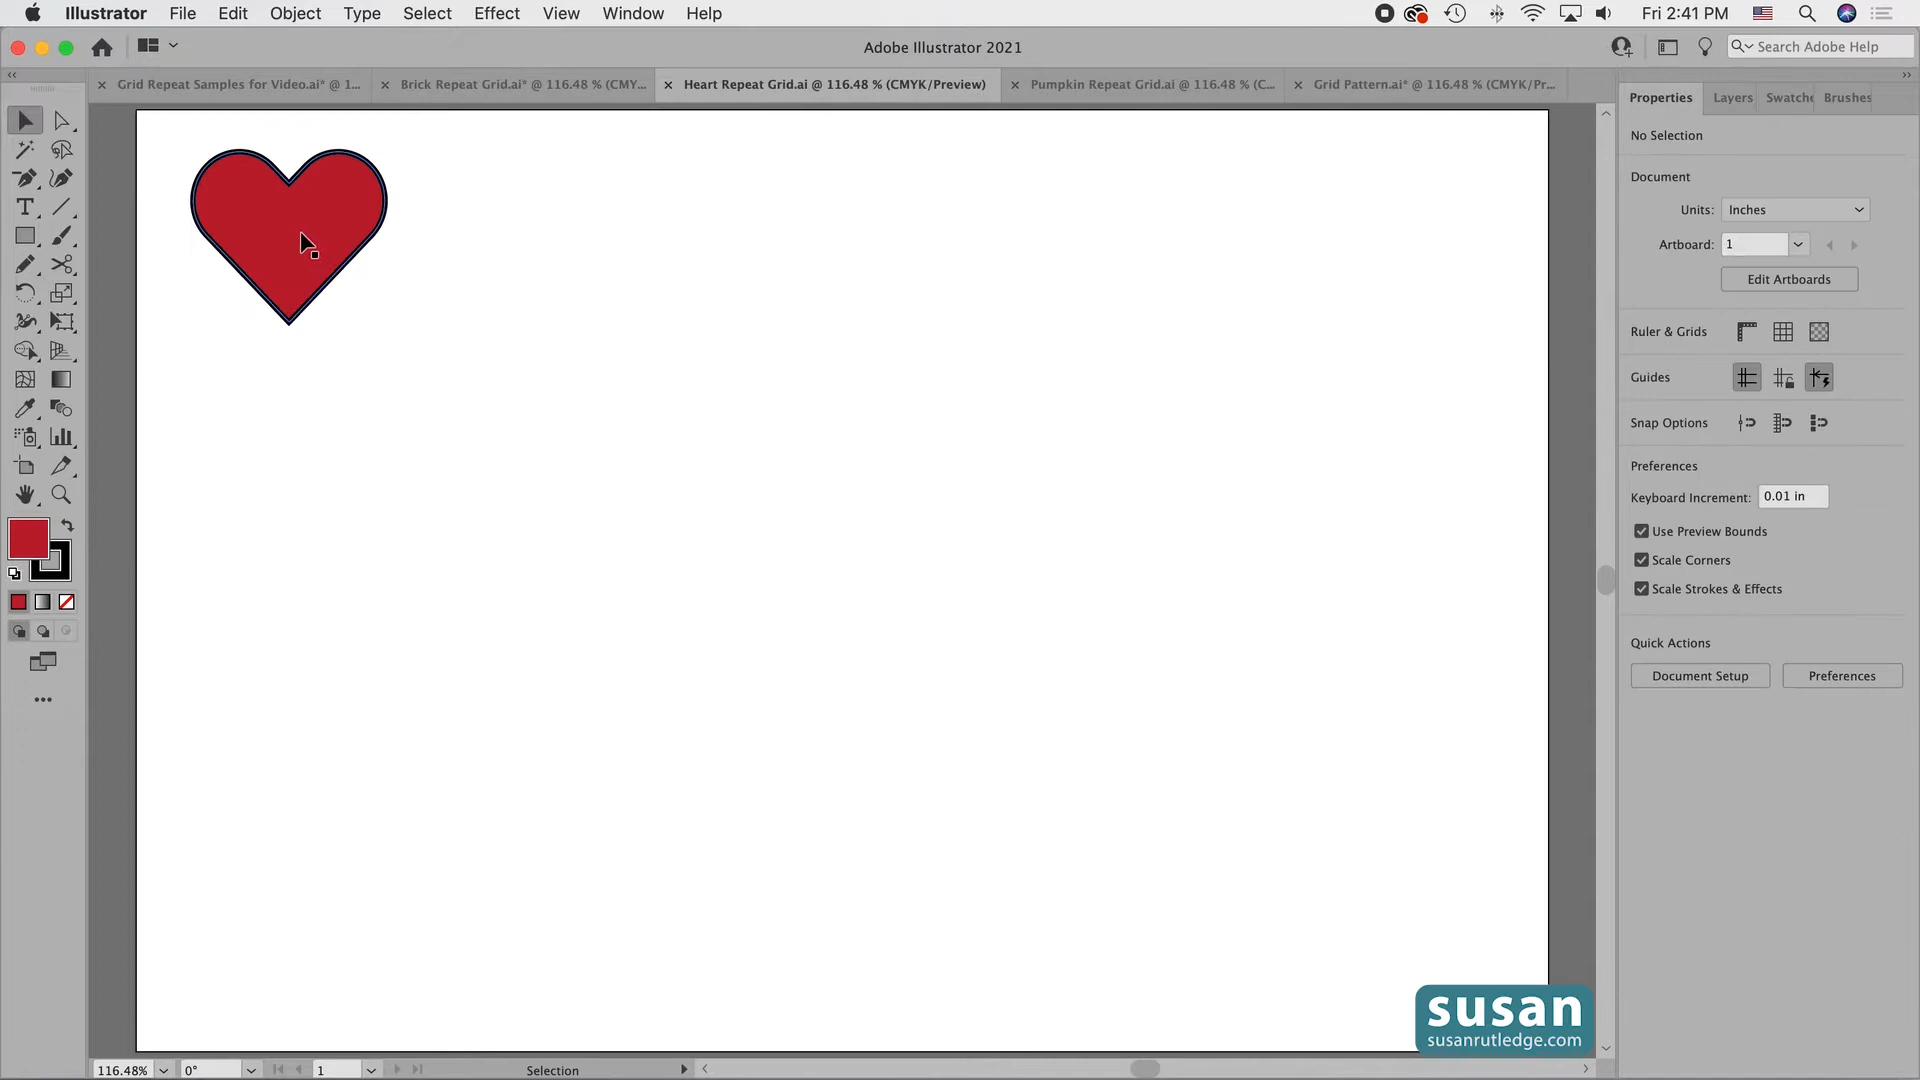 Illustrator File Edit Object Type Select Effect View Window Help
Fri 2:41 PM
Adobe Illustrator 2021
Search Adobe Help
Grid Repeat Samples for Video.ai* @ 1...
Brick Repeat Grid.ai* @ 116.48 % (CMY...
Heart Repeat Grid.ai @ 116.48 % (CMYK/Preview)
Pumpkin Repeat Grid.ai @ 116.48 % (C...
Grid Pattern.ai* @ 116.48 % (CMYK/Pr...
Properties Layers Swatche Brushes
No Selection
Document
Units: Inches
Artboard: 1
Edit Artboards
Ruler & Grids
Guides
Snap Options
Preferences
Keyboard Increment: 0.01 in
Use Preview Bounds
Scale Corners
Scale Strokes & Effects
Quick Actions
Document Setup Preferences
susan
susanrutledge.com
116.48% 0° 1 Selection